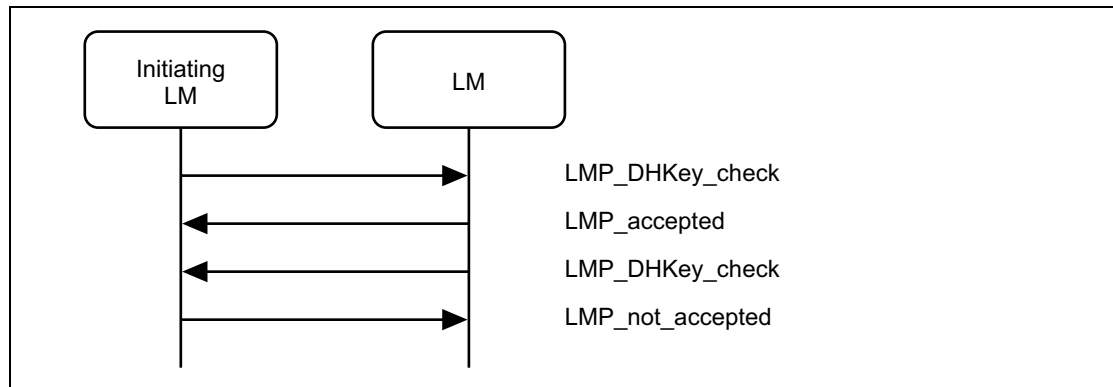 Initiating
LM
LM
LMP_DHKey_check
LMP_accepted
LMP_DHKey_check
LMP_not_accepted